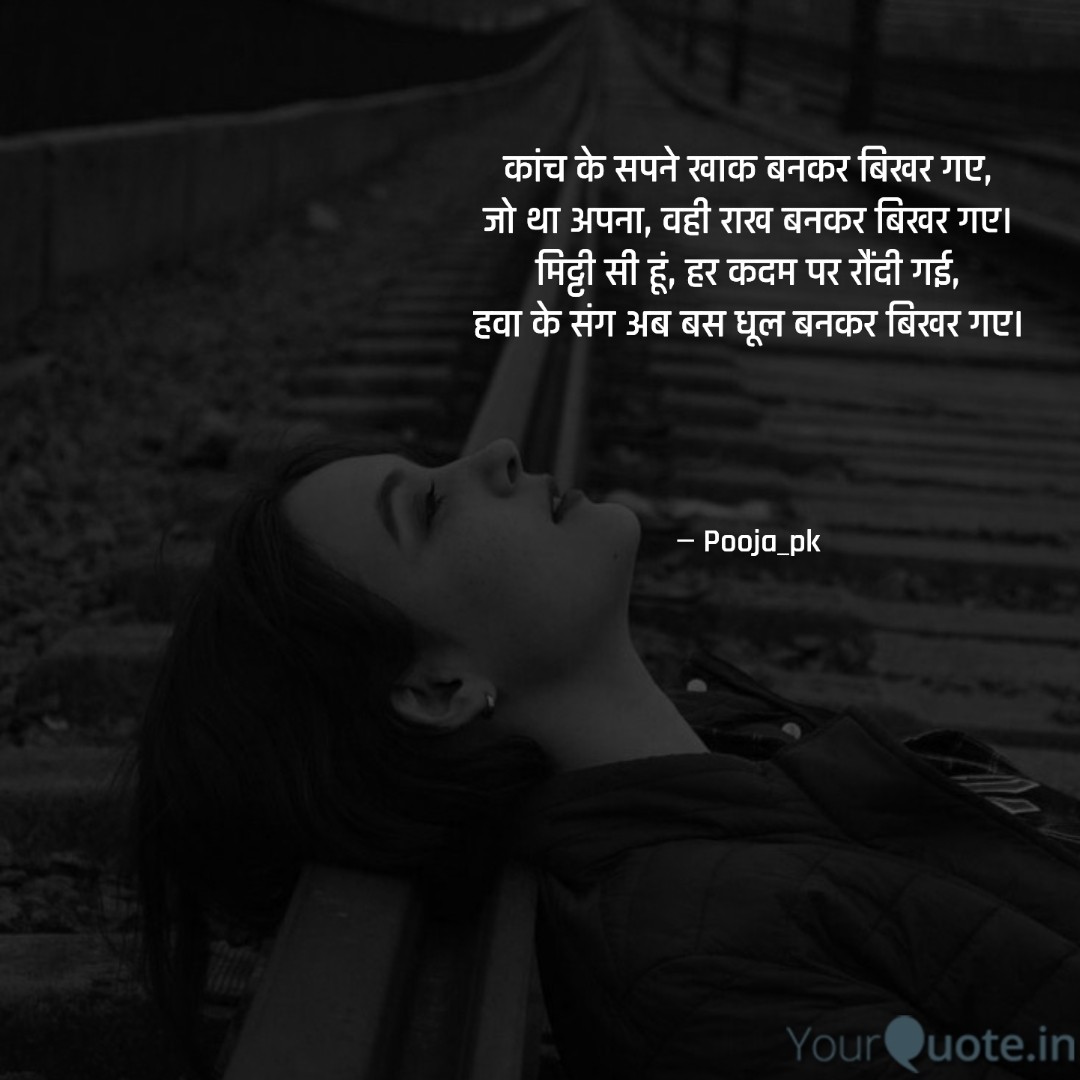 कांच के सपने खाक बनकर बिखर गए,
जो था अपना, वही राख बनकर बिखर गए।
मिट्टी सी हूं, हर कदम पर रौंदी गई,
हवा के संग अब बस धूल बनकर बिखर गए।
– Pooja_pk
YourQuote.in